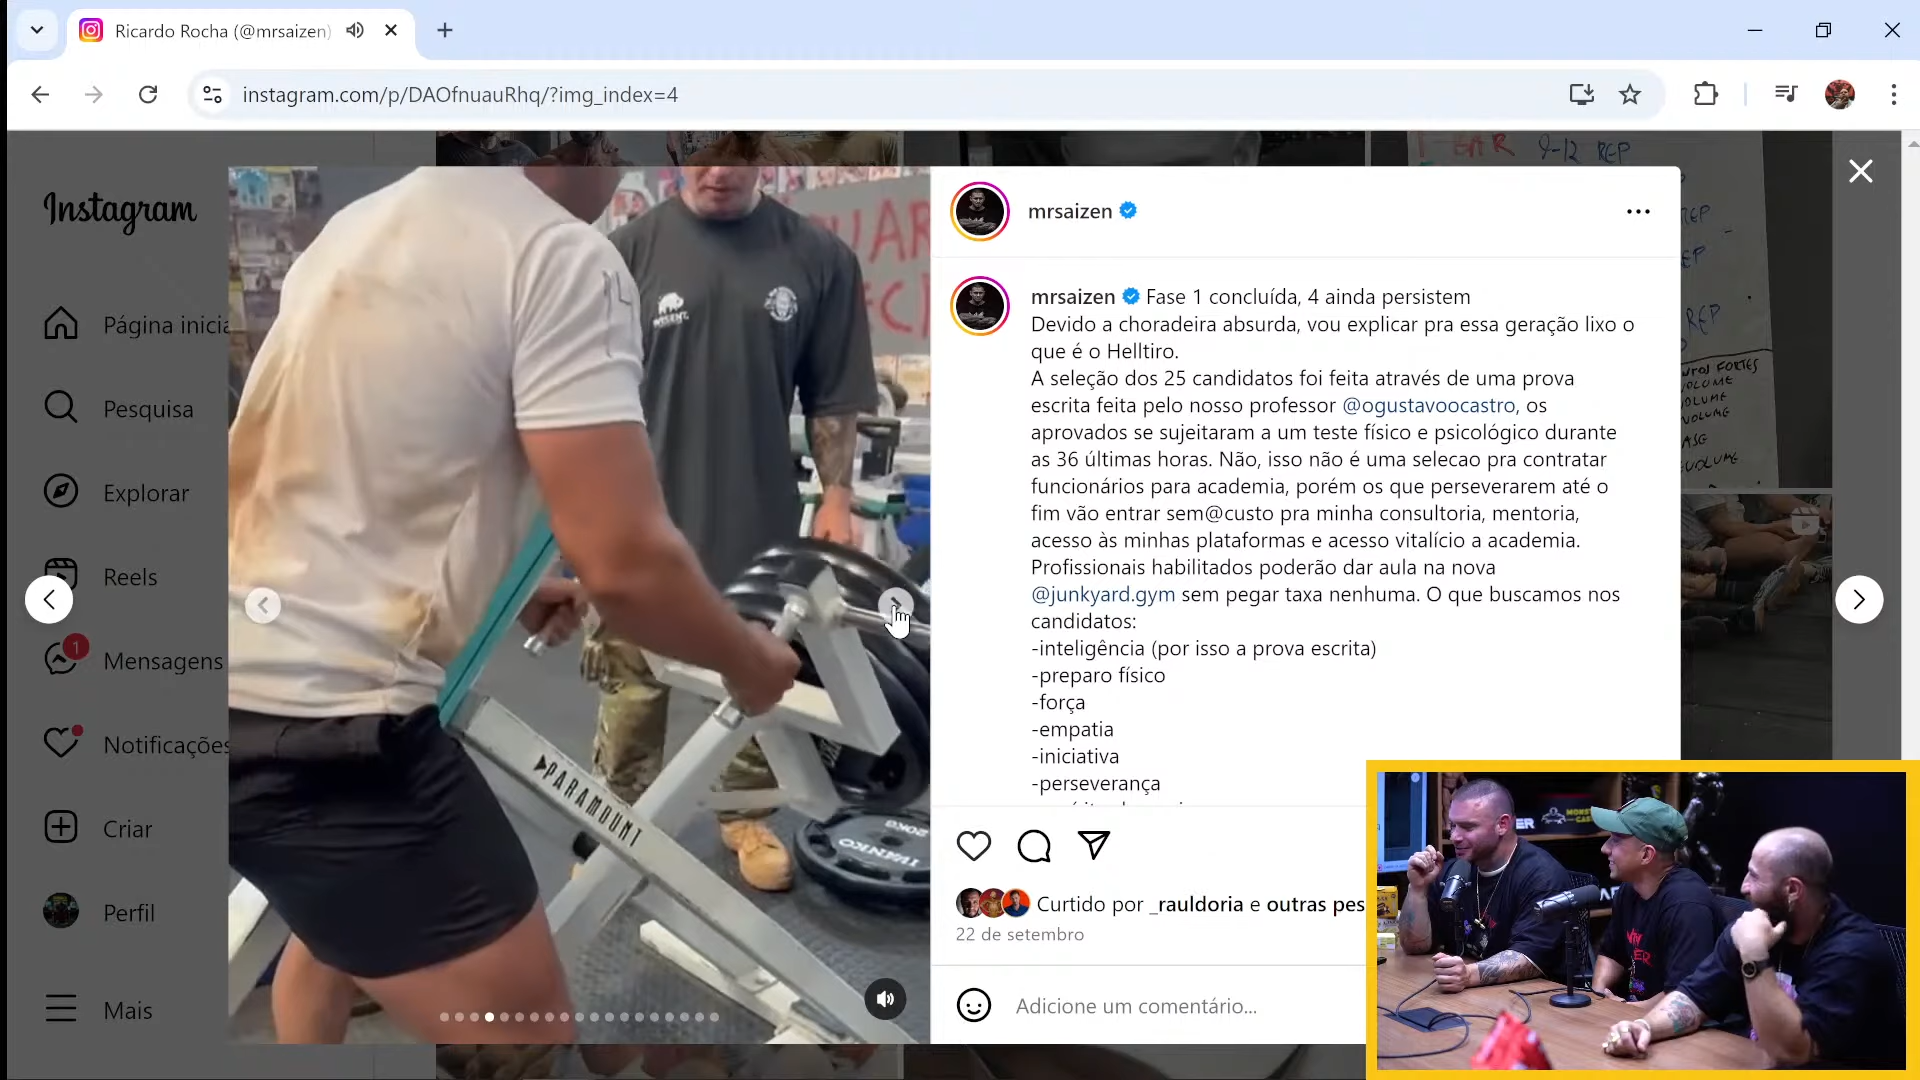 Ricardo Rocha (@mrsaizen)
instagram.com/p/DAOfnuauRhq/?img_index=4
Instagram
Página inicia
Pesquisa
Explorar
Reels
1
Mensagens
Notificações
Criar
Perfil
Mais
PARAMOUNT
20KG
IVANKO
9-12 REP
REP
VOLUME
VOLUME
mrsaizen
mrsaizen Fase 1 concluída, 4 ainda persistem
Devido a choradeira absurda, vou explicar pra essa geração lixo o
que é o Helltiro.
A seleção dos 25 candidatos foi feita através de uma prova
escrita feita pelo nosso professor @ogustavoocastro, os
aprovados se sujeitaram a um teste físico e psicológico durante
as 36 últimas horas. Não, isso não é uma selecao pra contratar
funcionários para academia, porém os que perseverarem até o
fim vão entrar sem@custo pra minha consultoria, mentoria,
acesso às minhas plataformas e acesso vitalício a academia.
Profissionais habilitados poderão dar aula na nova
@junkyard.gym sem pegar taxa nenhuma. O que buscamos nos
candidatos:
-inteligência (por isso a prova escrita)
-preparo físico
-força
-empatia
-iniciativa
-perseverança
Curtido por _rauldoria e outras pes
22 de setembro
Adicione um comentário...